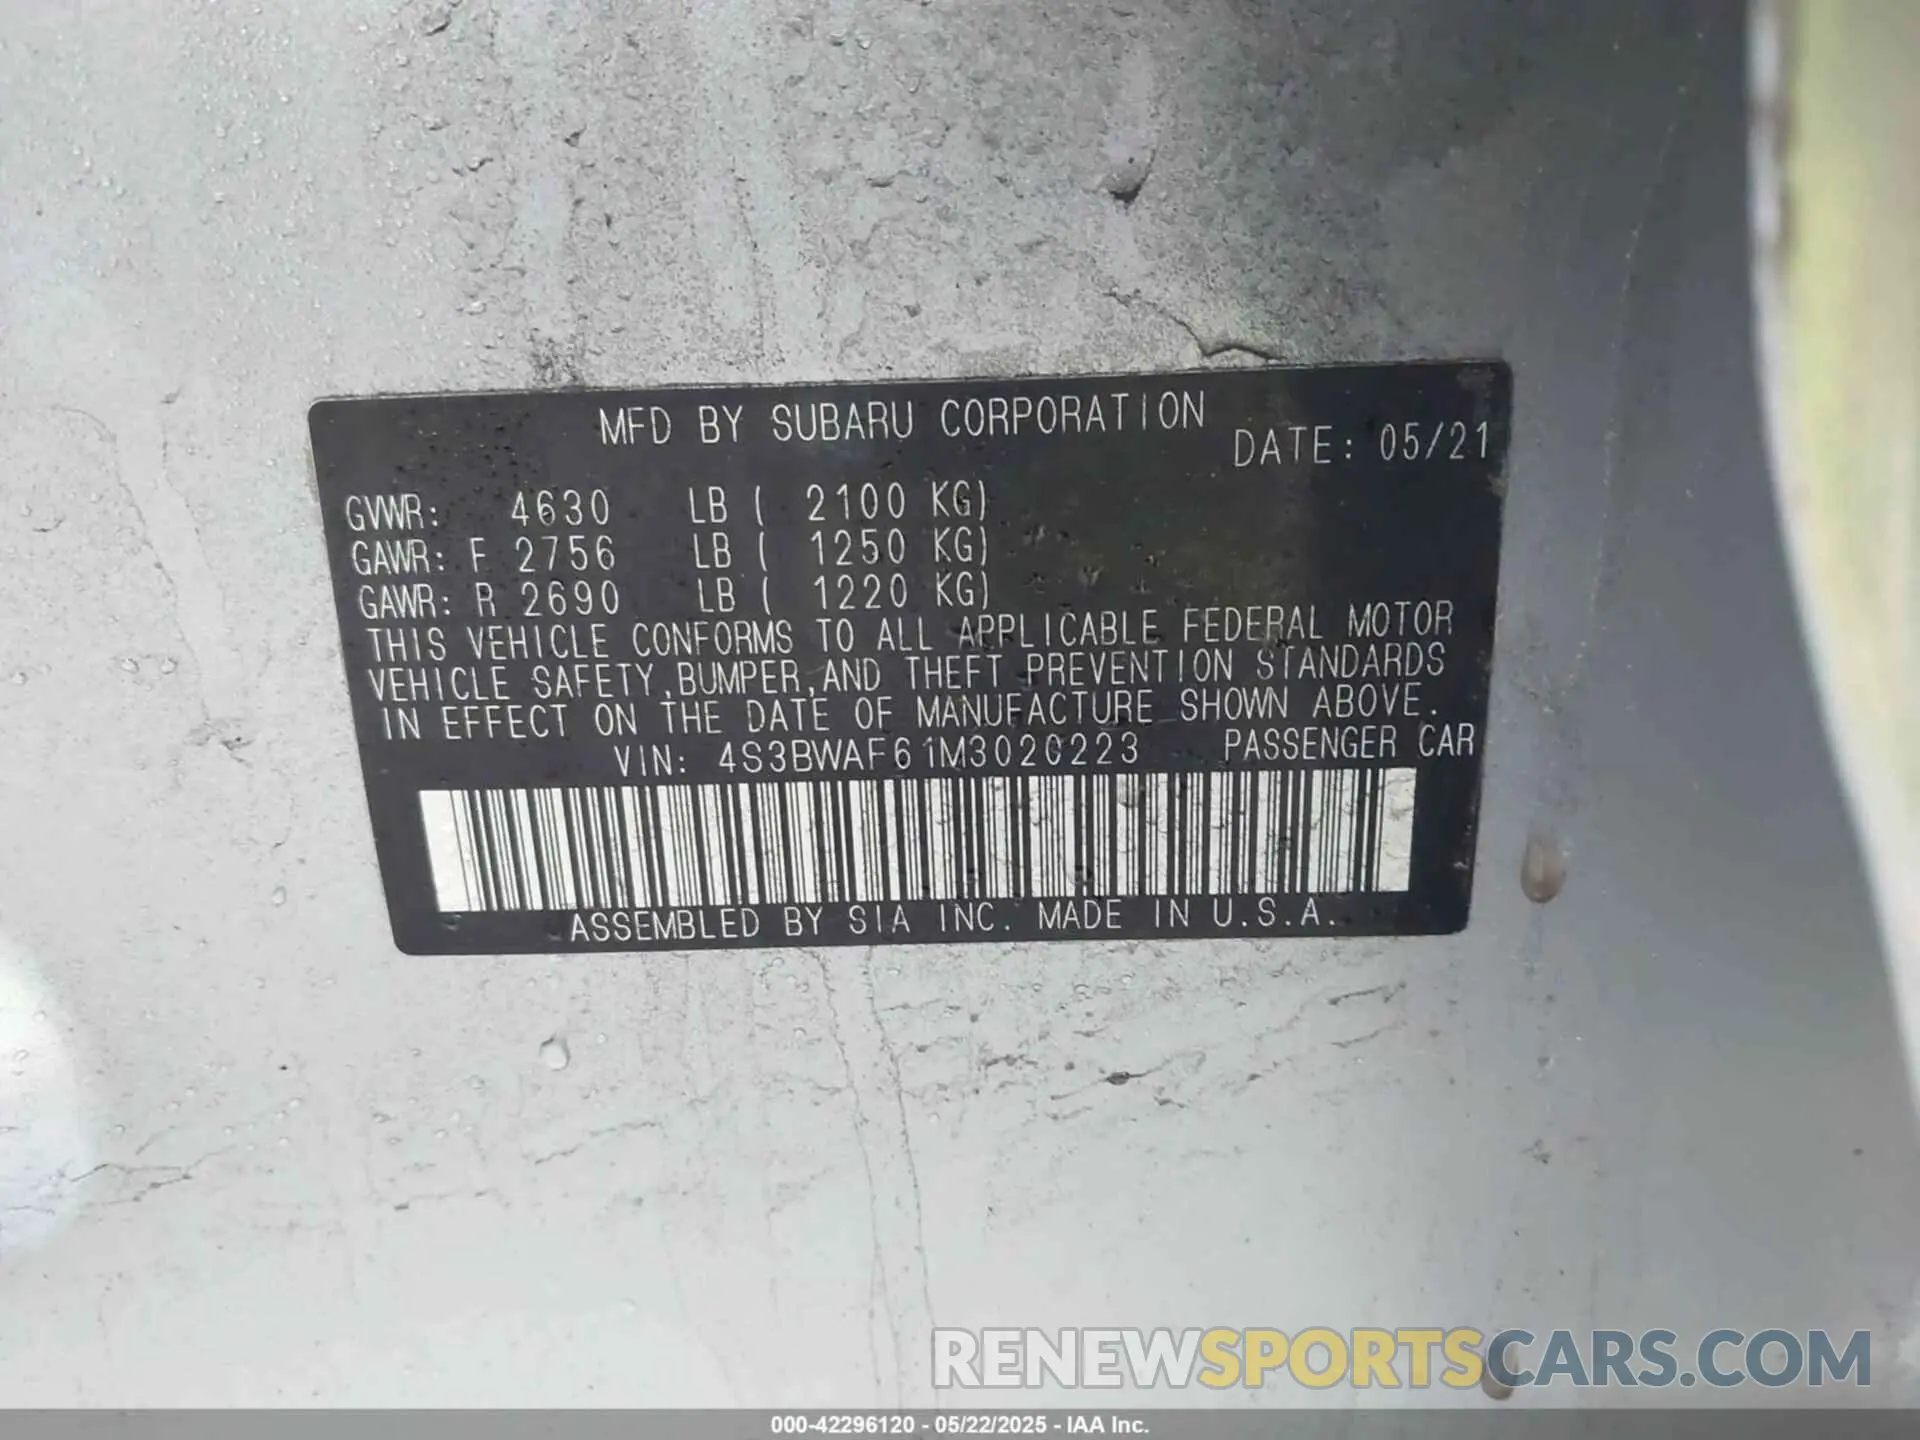 MFD BY SUBARU CORPORATION
DATE: 05/21
GVWR: 4630 LB ( 2100 KG)
GAWR: F 2756 LB ( 1250 KG)
GAWR: R 2690 LB ( 1220 KG)
THIS VEHICLE CONFORMS TO ALL APPLICABLE FEDERAL MOTOR
VEHICLE SAFETY,BUMPER,AND THEFT PREVENTION STANDARDS
IN EFFECT ON THE DATE OF MANUFACTURE SHOWN ABOVE.
VIN: 4S3BWAF61M3020223 PASSENGER CAR
ASSEMBLED BY SIA INC. MADE IN U.S.A.
RENEWSPORTSCARS.COM
000-42296120 - 05/22/2025 - IAA Inc.